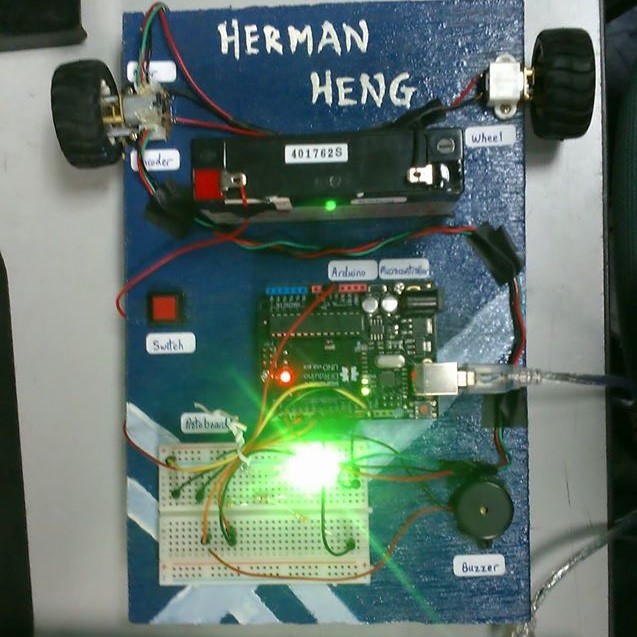 HERMAN
HENG
401762S
Wheel
Arduino Microcontroller
Switch
Buzzer